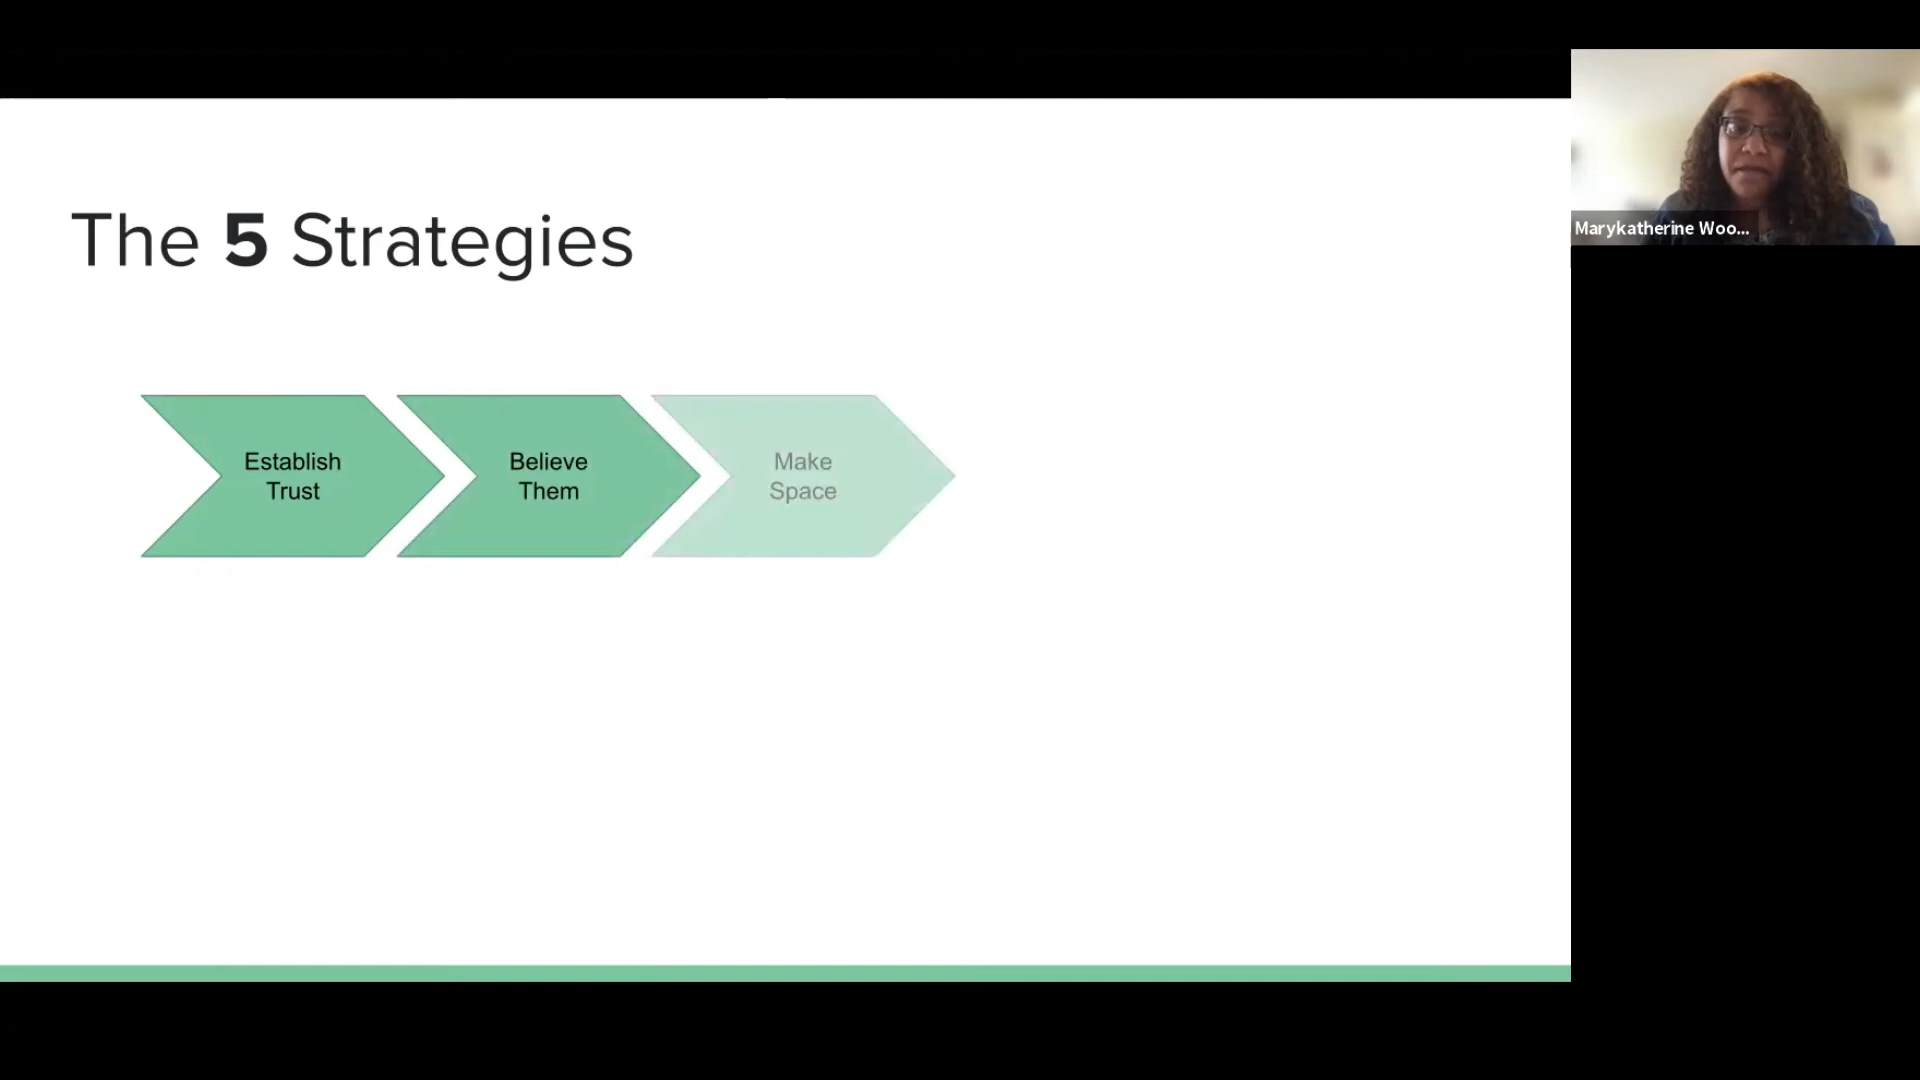 The 5 Strategies
Establish
Trust
Believe
Them
Make
Space
Marykatherine Woo...